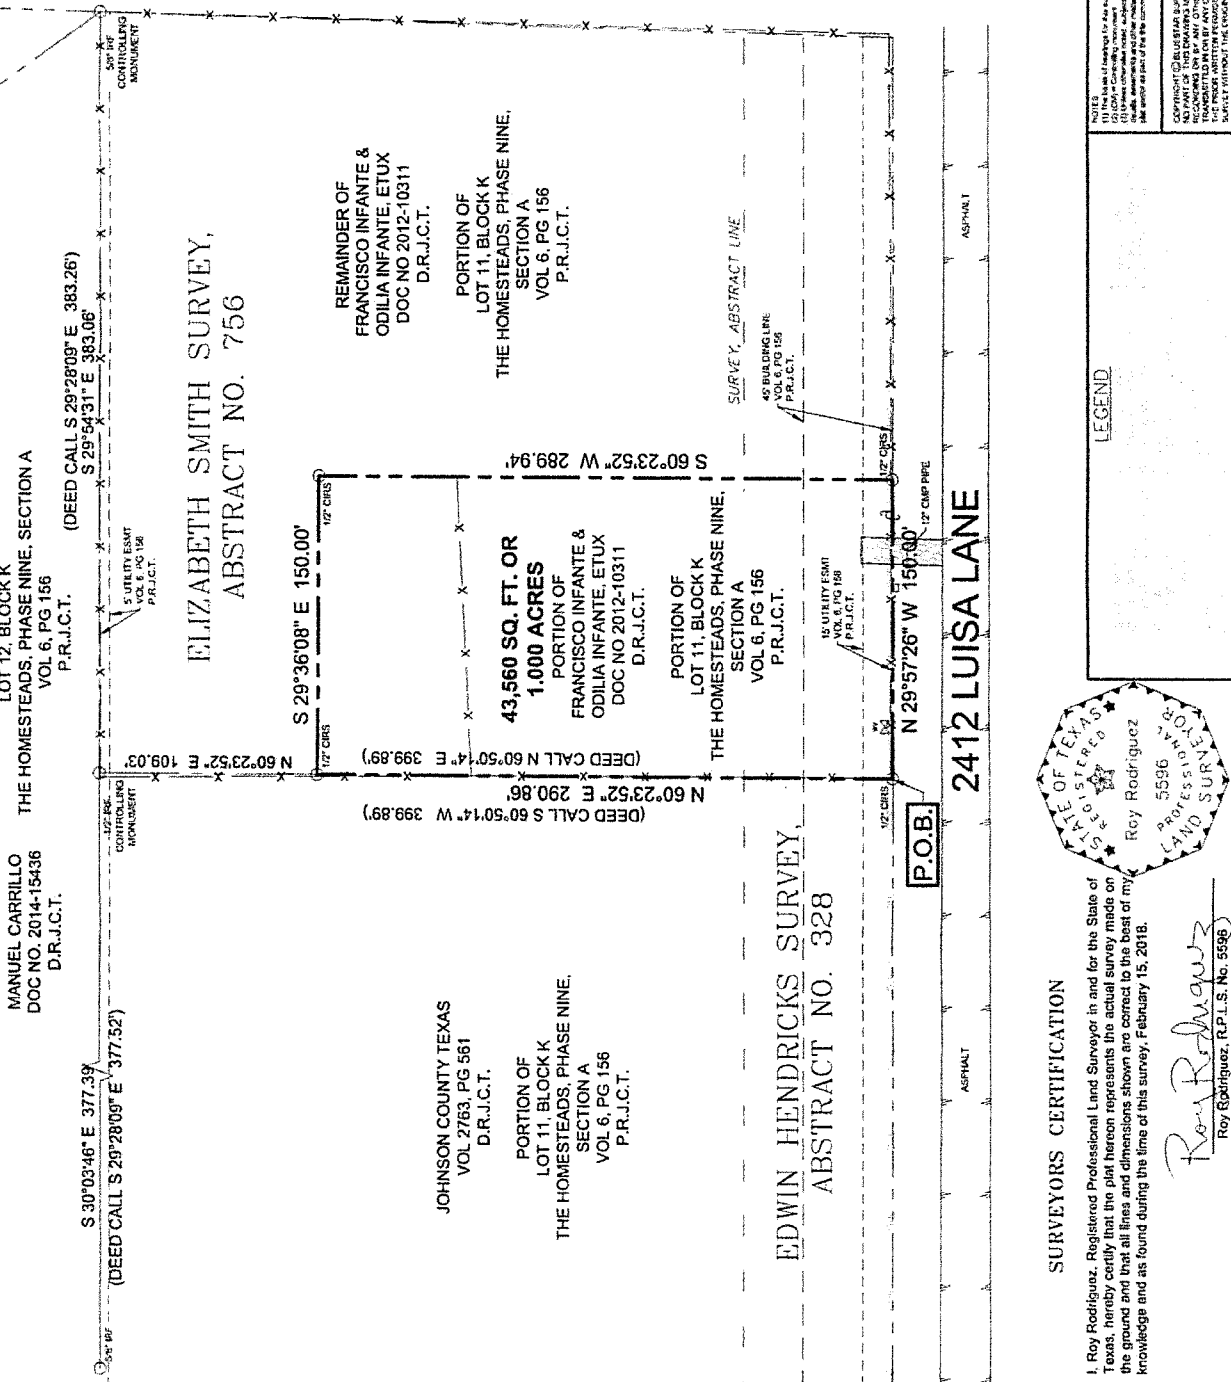 MANUEL CARRILLO
DOC NO. 2014-15436
D.R.J.C.T.
LOT 12, BLOCK K
THE HOMESTEADS, PHASE NINE, SECTION A
VOL 6, PG 156
P.R.J.C.T.
S 30°03'46" E 377.39'
(DEED CALL S 29°28'09" E 377.52')
5/8" IRF
1/2" IRF
CONTROLLING
MONUMENT
(DEED CALL S 29°28'09" E 383.26')
S 29°54'31" E 383.06'
5/8" IRF
CONTROLLING
MONUMENT
5' UTILITY ESMT
VOL 6, PG 156
P.R.J.C.T.
N 60°23'52" E 109.03'
ELIZABETH SMITH SURVEY,
ABSTRACT NO. 756
S 29°36'08" E 150.00'
1/2" CIRS
1/2" CIRS
REMAINDER OF
FRANCISCO INFANTE &
ODILIA INFANTE, ETUX
DOC NO 2012-10311
D.R.J.C.T.
PORTION OF
LOT 11, BLOCK K
THE HOMESTEADS, PHASE NINE,
SECTION A
VOL 6, PG 156
P.R.J.C.T.
(DEED CALL S 60°50'14" W 399.89')
N 60°23'52" E 290.86'
(DEED CALL N 60°50'14" E 399.89')
43,560 SQ. FT. OR
1.000 ACRES
PORTION OF
FRANCISCO INFANTE &
ODILIA INFANTE, ETUX
DOC NO 2012-10311
D.R.J.C.T.
PORTION OF
LOT 11, BLOCK K
THE HOMESTEADS, PHASE NINE,
SECTION A
VOL 6, PG 156
P.R.J.C.T.
S 60°23'52" W 289.94'
JOHNSON COUNTY TEXAS
VOL 2763, PG 561
D.R.J.C.T.
PORTION OF
LOT 11, BLOCK K
THE HOMESTEADS, PHASE NINE,
SECTION A
VOL 6, PG 156
P.R.J.C.T.
SURVEY, ABSTRACT LINE
45' BUILDING LINE
VOL 6, PG 156
P.R.J.C.T.
EDWIN HENDRICKS SURVEY,
ABSTRACT NO. 328
15' UTILITY ESMT
VOL 6, PG 156
P.R.J.C.T.
1/2" CIRS
1/2" CIRS
WV
N 29°57'26" W 150.00'
12" CMP PIPE
P.O.B.
2412 LUISA LANE
ASPHALT
ASPHALT
SURVEYORS CERTIFICATION
I, Roy Rodriguez, Registered Professional Land Surveyor in and for the State of
Texas, hereby certify that the plat hereon represents the actual survey made on
the ground and that all lines and dimensions shown are correct to the best of my
knowledge and as found during the time of this survey, February 15, 2018.
Roy Rodriguez
Roy Rodriguez, R.P.L.S. No. 5596
STATE OF TEXAS
REGISTERED
Roy Rodriguez
5596
PROFESSIONAL
LAND SURVEYOR
LEGEND
NOTES